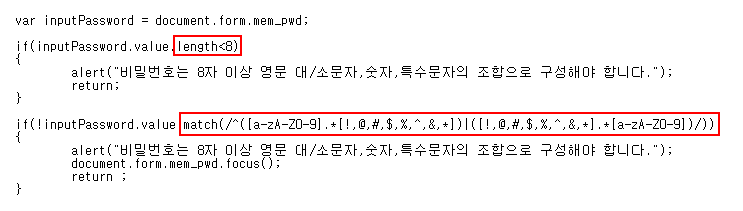 var inputPassword = document.form.mem_pwd;
if(inputPassword.value.length<8)
{
alert("비밀번호는 8자 이상 영문 대/소문자,숫자,특수문자의 조합으로 구성해야 합니다.");
return;
}
if(!inputPassword.value.match(/^([a-zA-Z0-9].*[!,@,#,$,%,^,&,*])|([!,@,#,$,%,^,&,*].*[a-zA-Z0-9])/))
{
alert("비밀번호는 8자 이상 영문 대/소문자,숫자,특수문자의 조합으로 구성해야 합니다.");
document.form.mem_pwd.focus();
return ;
}